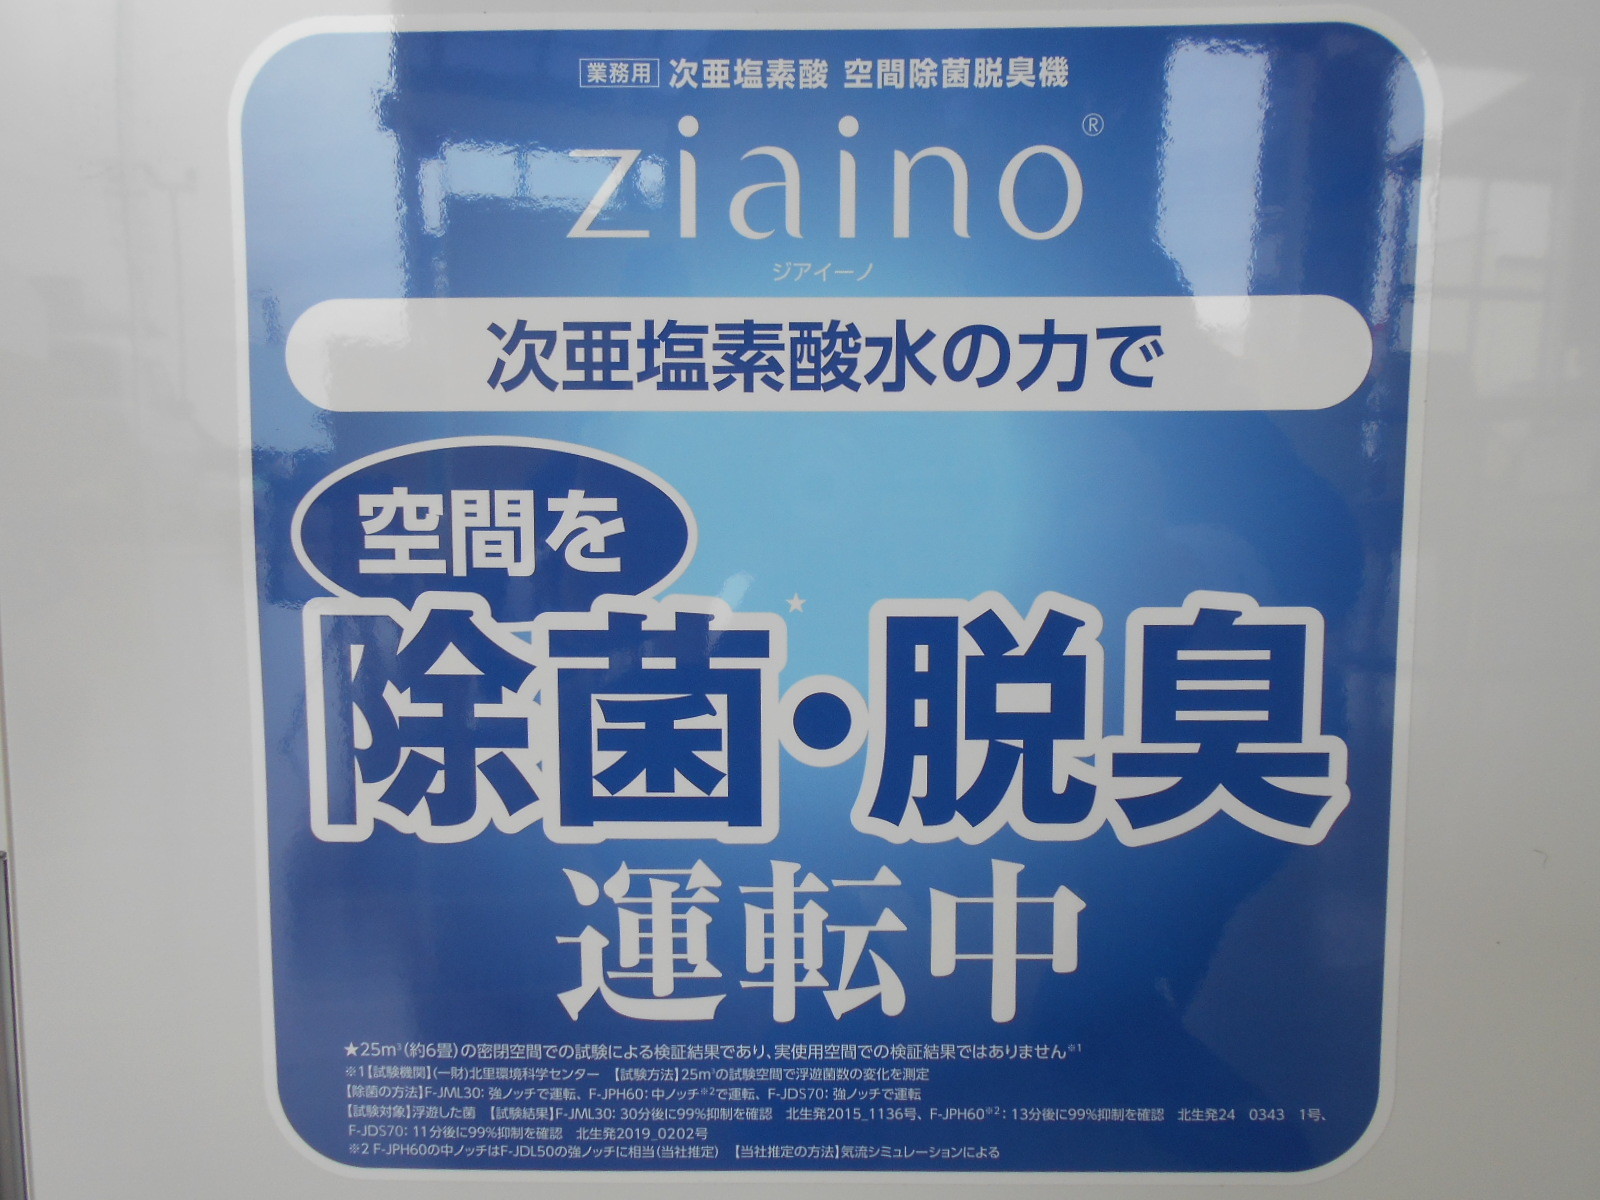 業務用 次亜塩素酸 空間除菌脱臭機
ziaino®
ジアイーノ
次亜塩素酸水の力で
空間を
除菌・脱臭
運転中
★25m³(約6畳)の密閉空間での試験による検証結果であり、実使用空間での検証結果ではありません※1
※1【試験機関】(一財)北里環境科学センター 【試験方法】25m³の試験空間で浮遊菌数の変化を測定
【除菌の方法】F-JML30:強ノッチで運転、F-JPH60:中ノッチ※2で運転、F-JDS70:強ノッチで運転
【試験対象】浮遊した菌 【試験結果】F-JML30:30分後に99%抑制を確認 北生発2015_1136号、F-JPH60※2:13分後に99%抑制を確認 北生発24 0343 1号、
F-JDS70:11分後に99%抑制を確認 北生発2019_0202号
※2 F-JPH60の中ノッチはF-JDL50の強ノッチに相当(当社推定) 【当社推定の方法】気流シミュレーションによる